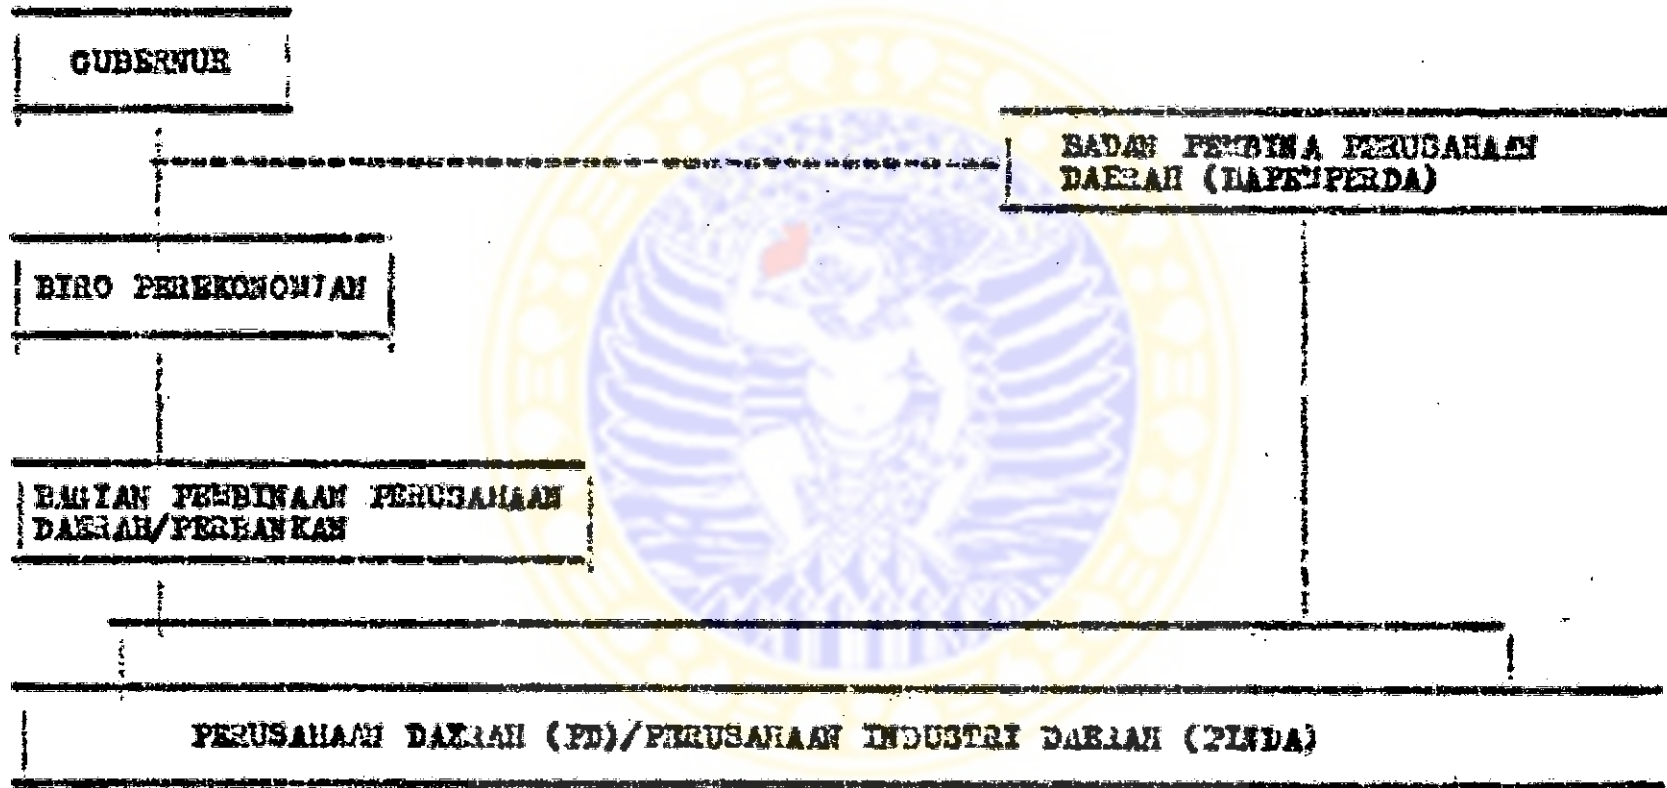 GUBERNUR
BADAN PEMBINA PERUSAHAAN
DAERAH (BAPEMPERDA)
BIRO PEREKONOMIAN
BAGIAN PEMBINAAN PERUSAHAAN
DAERAH/PERBANKAN
PERUSAHAAN DAERAH (PD)/PERUSAHAAN INDUSTRI DAERAH (PINDA)